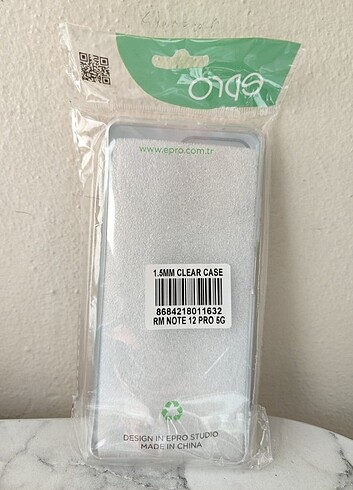 epro
www.epro.com.tr
1.5MM CLEAR CASE
8684218011632
RM NOTE 12 PRO 5G
DESIGN IN EPRO STUDIO
MADE IN CHINA